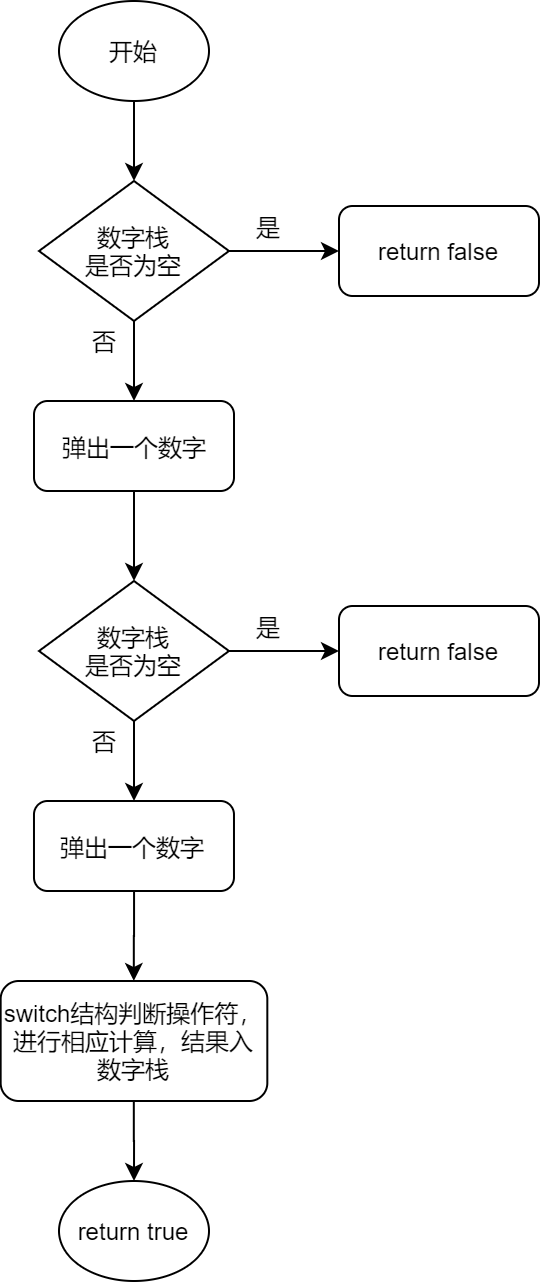 开始
数字栈
是否为空
是
return false
否
弹出一个数字
数字栈
是否为空
是
return false
否
弹出一个数字
switch结构判断操作符，
进行相应计算，结果入
数字栈
return true